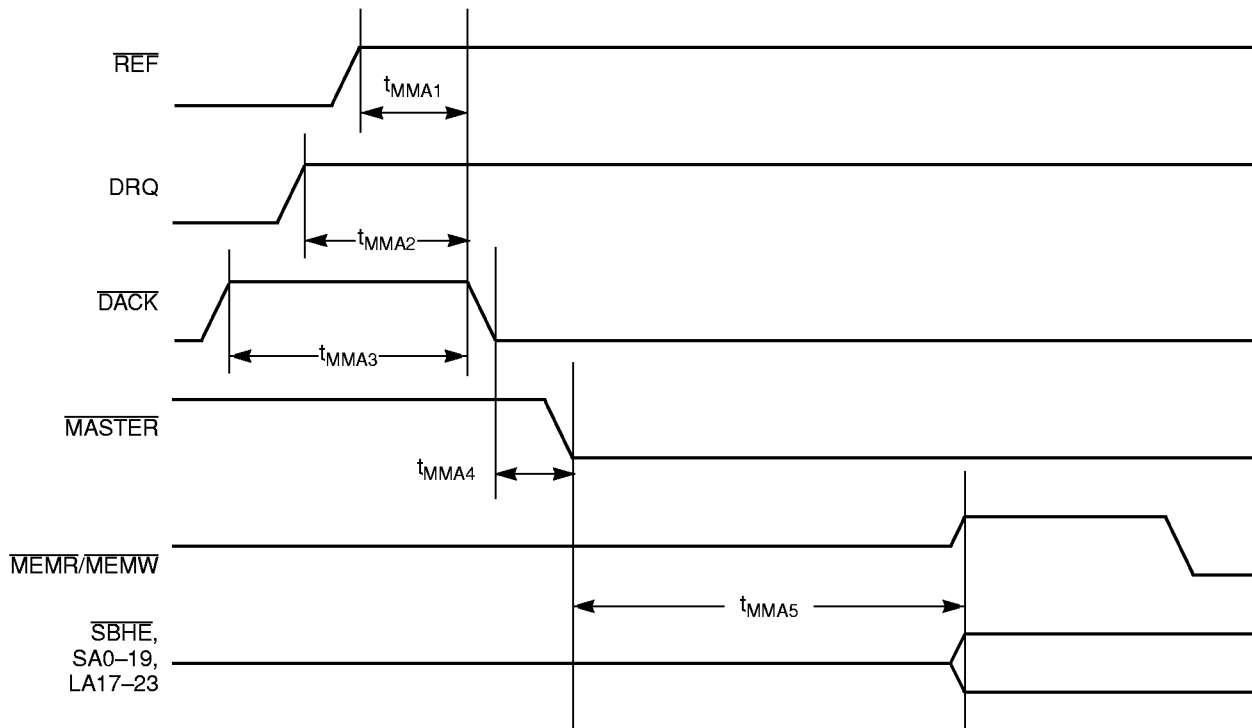 REF
tMMA1
DRQ
tMMA2
DACK
tMMA3
MASTER
tMMA4
MEMR/MEMW
tMMA5
SBHE,
SA0–19,
LA17–23